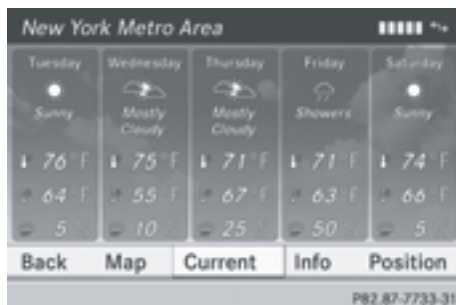 New York Metro Area
Tuesday Wednesday Thursday Friday Saturday
Sunny Mostly Cloudy Mostly Cloudy Showers Sunny
76°F 75°F 71°F 71°F 74°F
64°F 55°F 67°F 63°F 66°F
5% 10% 25% 50% 5%
Back Map Current Info Position
P82.87-7733-31